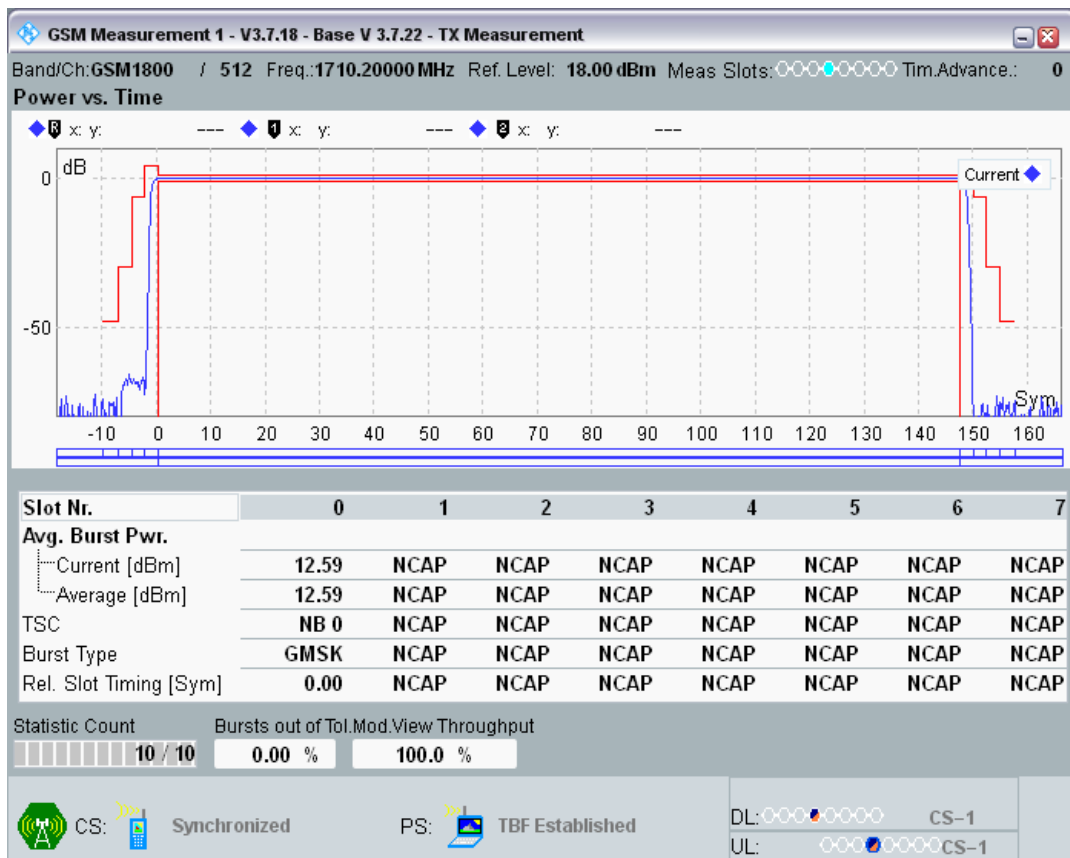 GSM Measurement 1 - V3.7.18 - Base V 3.7.22 - TX Measurement
Band/Ch:GSM1800 / 512 Freq.:1710.20000 MHz Ref. Level: 18.00 dBm Meas Slots: Tim.Advance.: 0
Power vs. Time
R x: y: --- 1 x: y: --- 2 x: y: ---
dB
Current
0
-50
Sym
-10 0 10 20 30 40 50 60 70 80 90 100 110 120 130 140 150 160
Slot Nr. 0 1 2 3 4 5 6 7
Avg. Burst Pwr.
Current [dBm] 12.59 NCAP NCAP NCAP NCAP NCAP NCAP NCAP
Average [dBm] 12.59 NCAP NCAP NCAP NCAP NCAP NCAP NCAP
TSC NB 0 NCAP NCAP NCAP NCAP NCAP NCAP NCAP
Burst Type GMSK NCAP NCAP NCAP NCAP NCAP NCAP NCAP
Rel. Slot Timing [Sym] 0.00 NCAP NCAP NCAP NCAP NCAP NCAP NCAP
Statistic Count Bursts out of Tol. Mod.View Throughput
10 / 10 0.00 % 100.0 %
CS: Synchronized PS: TBF Established
DL: CS-1
UL: CS-1